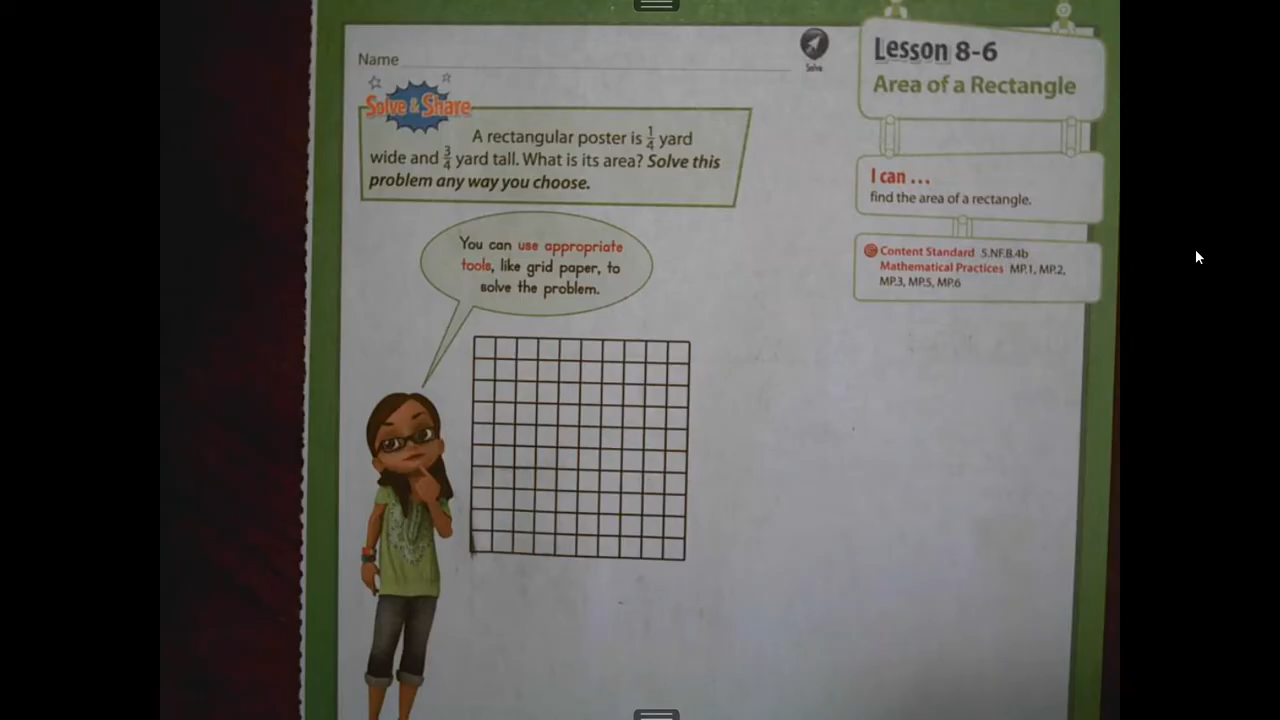 Name
Solve
Lesson 8-6
Area of a Rectangle
Solve & Share
A rectangular poster is 1/4 yard
wide and 3/4 yard tall. What is its area? Solve this
problem any way you choose.
I can ...
find the area of a rectangle.
Content Standard 5.NF.B.4b
Mathematical Practices MP.1, MP.2,
MP.3, MP.5, MP.6
You can use appropriate
tools, like grid paper, to
solve the problem.